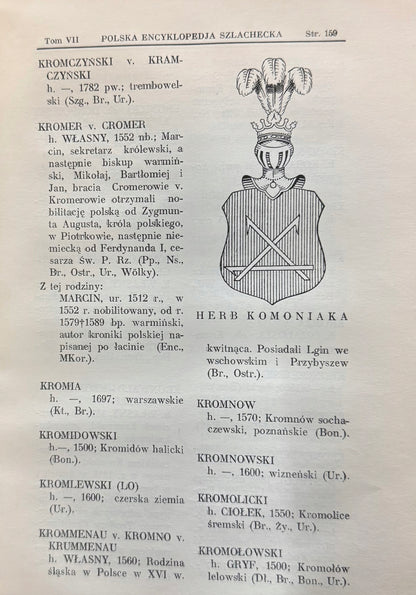 Tom VII POLSKA ENCYKLOPEDJA SZLACHECKA Str. 159
KROMCZYŃSKI v. KRAM-
CZYŃSKI
h. —, 1782 pw.; trembowel-
ski (Szg., Br., Ur.).
KROMER v. CROMER
h. WŁASNY, 1552 nb.; Mar-
cin, sekretarz królewski, a
następnie biskup warmiń-
ski, Mikołaj, Bartłomiej i
Jan, bracia Cromerowie v.
Kromerowie otrzymali no-
bilitację polską od Zygmun-
ta Augusta, króla polskiego,
w Piotrkowie, następnie nie-
miecką od Ferdynanda I, ce-
sarza Św. P. Rz. (Pp., Ns.,
Br., Ostr., Ur., Wólky).
Z tej rodziny:
MARCIN, ur. 1512 r., w
1552 r. nobilitowany, od r.
1579†1589 bp. warmiński,
autor kroniki polskiej na-
pisanej po łacinie (Enc.,
MKor.).
KROMIA
h. —, 1697; warszawskie
(Kt., Br.).
KROMIDOWSKI
h.—, 1500; Kromidów halicki
(Bon.).
KROMLEWSKI (LO)
h. —, 1600; czerska ziemia
(Ur.).
KROMMENAU v. KROMNO v.
KRUMMENAU
h. WŁASNY, 1560; Rodzina
śląska w Polsce w XVI w.
HERB KOMONIAKA
kwitnąca. Posiadali Lgin we
wschowskim i Przybyszew
(Br., Ostr.).
KROMNOW
h. —, 1570; Kromnów socha-
czewski, poznańskie (Bon.).
KROMNOWSKI
h. —, 1600; wizneński (Ur.).
KROMOLICKI
h. CIOŁEK, 1550; Kromolice
śremski (Br., Ży., Ur.).
KROMOŁOWSKI
h. GRYF, 1500; Kromołów
lelowski (Dł., Br., Bon., Ur.).